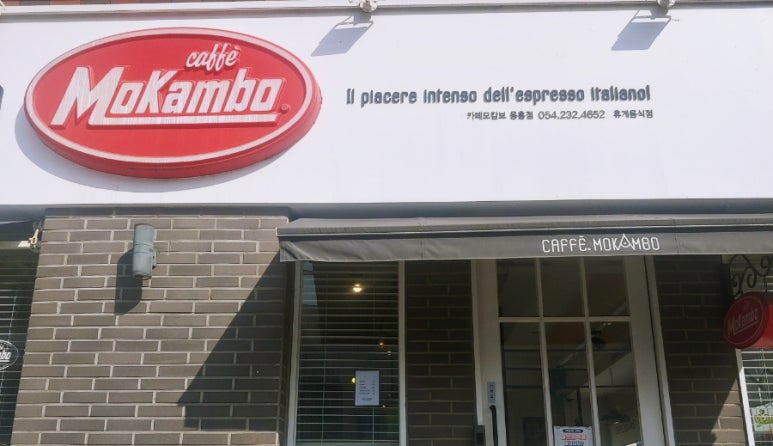 caffè
MoKambo
Il piacere intenso dell'espresso italiano!
카페모캄보 용흥점 054.232.4652 휴게음식점
CAFFÈ MOKAMBO
MoKambo